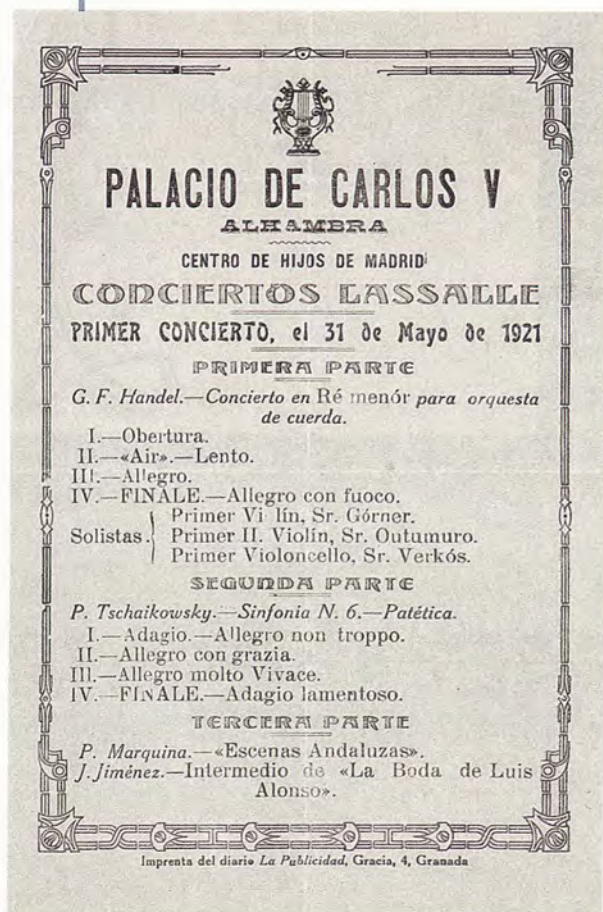 PALACIO DE CARLOS V
ALHAMBRA
CENTRO DE HIJOS DE MADRID
CONCIERTOS LASSALLE
PRIMER CONCIERTO, el 31 de Mayo de 1921
PRIMERA PARTE
G. F. Handel.—Concierto en Ré menór para orquesta
de cuerda.
I.—Obertura.
II.—«Air».—Lento.
III.—Allegro.
IV.—FINALE.—Allegro con fuoco.
Primer Vi lín, Sr. Górner.
Solistas. Primer II. Violín, Sr. Outumuro.
Primer Violoncello, Sr. Verkós.
SEGUNDA PARTE
P. Tschaikowsky.—Sinfonia N. 6.—Patética.
I.—Adagio.—Allegro non troppo.
II.—Allegro con grazia.
III.—Allegro molto Vivace.
IV.—FINALE.—Adagio lamentoso.
TERCERA PARTE
P. Marquina.—«Escenas Andaluzas».
J. Jiménez.—Intermedio de «La Boda de Luis
Alonso».
Imprenta del diario La Publicidad, Gracia, 4, Granada